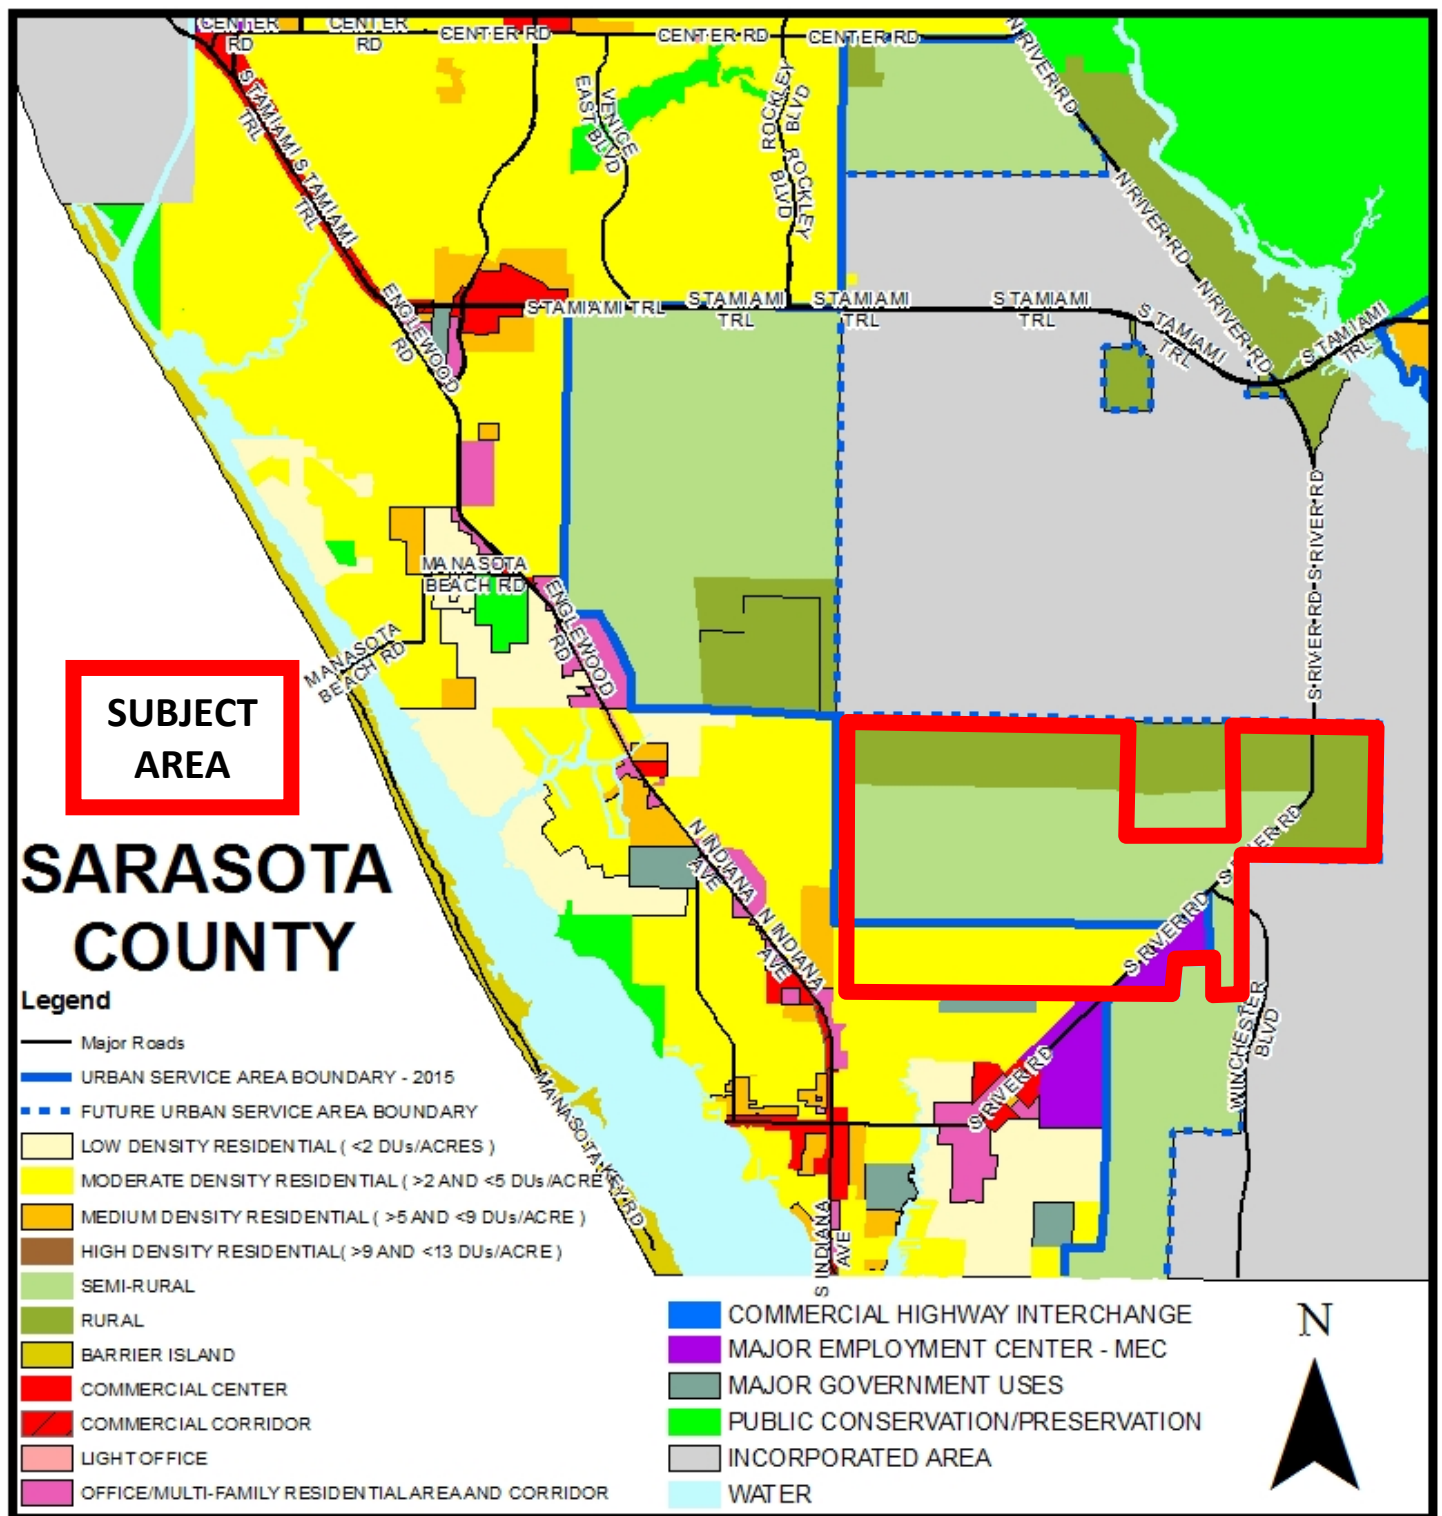 CENTER
RD
CENTER
RD
CENTER RD
CENTER RD
CENTER RD
N RIVER RD
S TAMIAMI
TRL
S TAMIAMI
TRL
VENICE
EAST BLVD
ROCKLEY
BLVD
ROCKLEY
BLVD
N RIVER RD
N RIVER RD
ENGLEWOOD
RD
S TAMIAMI TRL
S TAMIAMI
TRL
S TAMIAMI
TRL
S TAMIAMI
TRL
S TAMIAMI
TRL
S TAMIAMI
TRL
S RIVER RD
S RIVER RD
MANASOTA
BEACH RD
ENGLEWOOD
RD
MANASOTA
BEACH RD
SUBJECT
AREA
N INDIANA
AVE
N INDIANA
AVE
S RIVER RD
S RIVER RD
S RIVER RD
WINCHESTER
BLVD
MANASOTA KEY RD
S INDIANA
AVE
SARASOTA
COUNTY
Legend
Major Roads
URBAN SERVICE AREA BOUNDARY - 2015
FUTURE URBAN SERVICE AREA BOUNDARY
LOW DENSITY RESIDENTIAL ( <2 DUs/ACRES )
MODERATE DENSITY RESIDENTIAL ( >2 AND <5 DUs/ACRE
MEDIUM DENSITY RESIDENTIAL ( >5 AND <9 DUs/ACRE )
HIGH DENSITY RESIDENTIAL( >9 AND <13 DUs/ACRE )
SEMI-RURAL
RURAL
BARRIER ISLAND
COMMERCIAL CENTER
COMMERCIAL CORRIDOR
LIGHT OFFICE
OFFICE/MULTI-FAMILY RESIDENTIAL AREA AND CORRIDOR
COMMERCIAL HIGHWAY INTERCHANGE
MAJOR EMPLOYMENT CENTER - MEC
MAJOR GOVERNMENT USES
PUBLIC CONSERVATION/PRESERVATION
INCORPORATED AREA
WATER
N